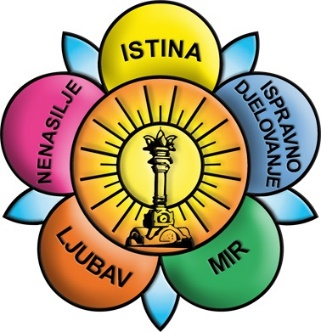 ISTINA
ISPRAVNO
DJELOVANJE
MIR
LJUBAV
NENASILJE